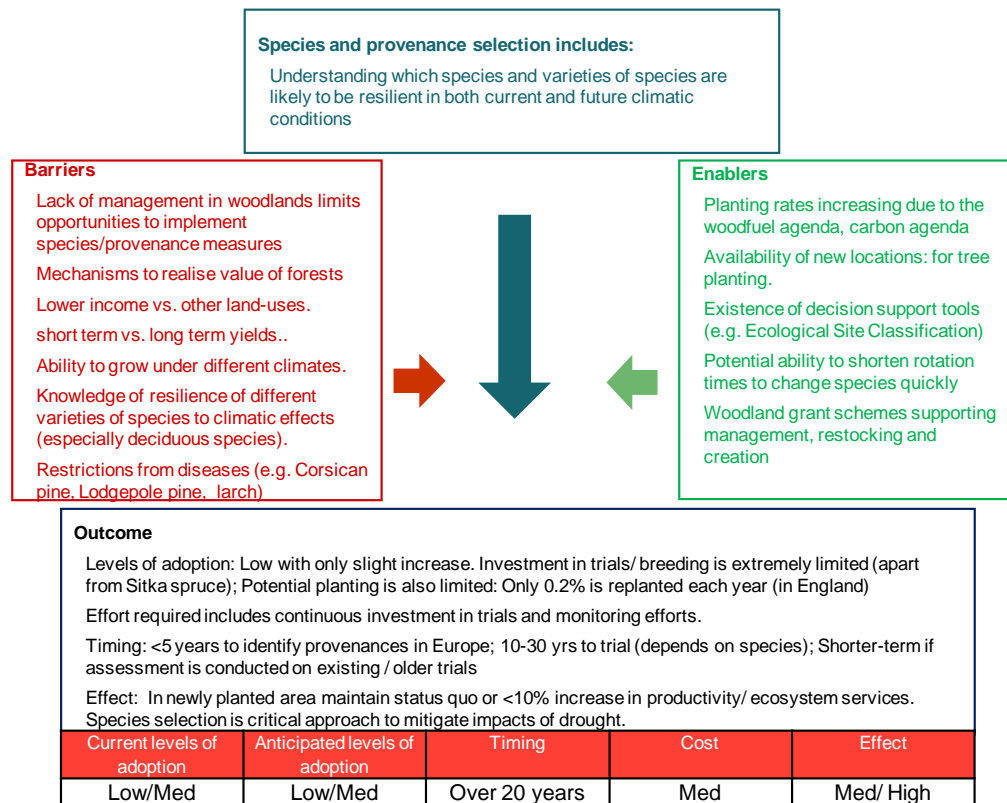 Species and provenance selection includes:
Understanding which species and varieties of species are
likely to be resilient in both current and future climatic
conditions
Barriers
Lack of management in woodlands limits
opportunities to implement
species/provenance measures
Mechanisms to realise value of forests
Lower income vs. other land-uses.
short term vs. long term yields..
Ability to grow under different climates.
Knowledge of resilience of different
varieties of species to climatic effects
(especially deciduous species).
Restrictions from diseases (e.g. Corsican
pine, Lodgepole pine, larch)
Enablers
Planting rates increasing due to the
woodfuel agenda, carbon agenda
Availability of new locations: for tree
planting.
Existence of decision support tools
(e.g. Ecological Site Classification)
Potential ability to shorten rotation
times to change species quickly
Woodland grant schemes supporting
management, restocking and
creation
Outcome
Levels of adoption: Low with only slight increase. Investment in trials/ breeding is extremely limited (apart
from Sitka spruce); Potential planting is also limited: Only 0.2% is replanted each year (in England)
Effort required includes continuous investment in trials and monitoring efforts.
Timing: <5 years to identify provenances in Europe; 10-30 yrs to trial (depends on species); Shorter-term if
assessment is conducted on existing / older trials
Effect: In newly planted area maintain status quo or <10% increase in productivity/ ecosystem services.
Species selection is critical approach to mitigate impacts of drought.
Current levels of adoption Anticipated levels of adoption Timing Cost Effect
Low/Med Low/Med Over 20 years Med Med/ High